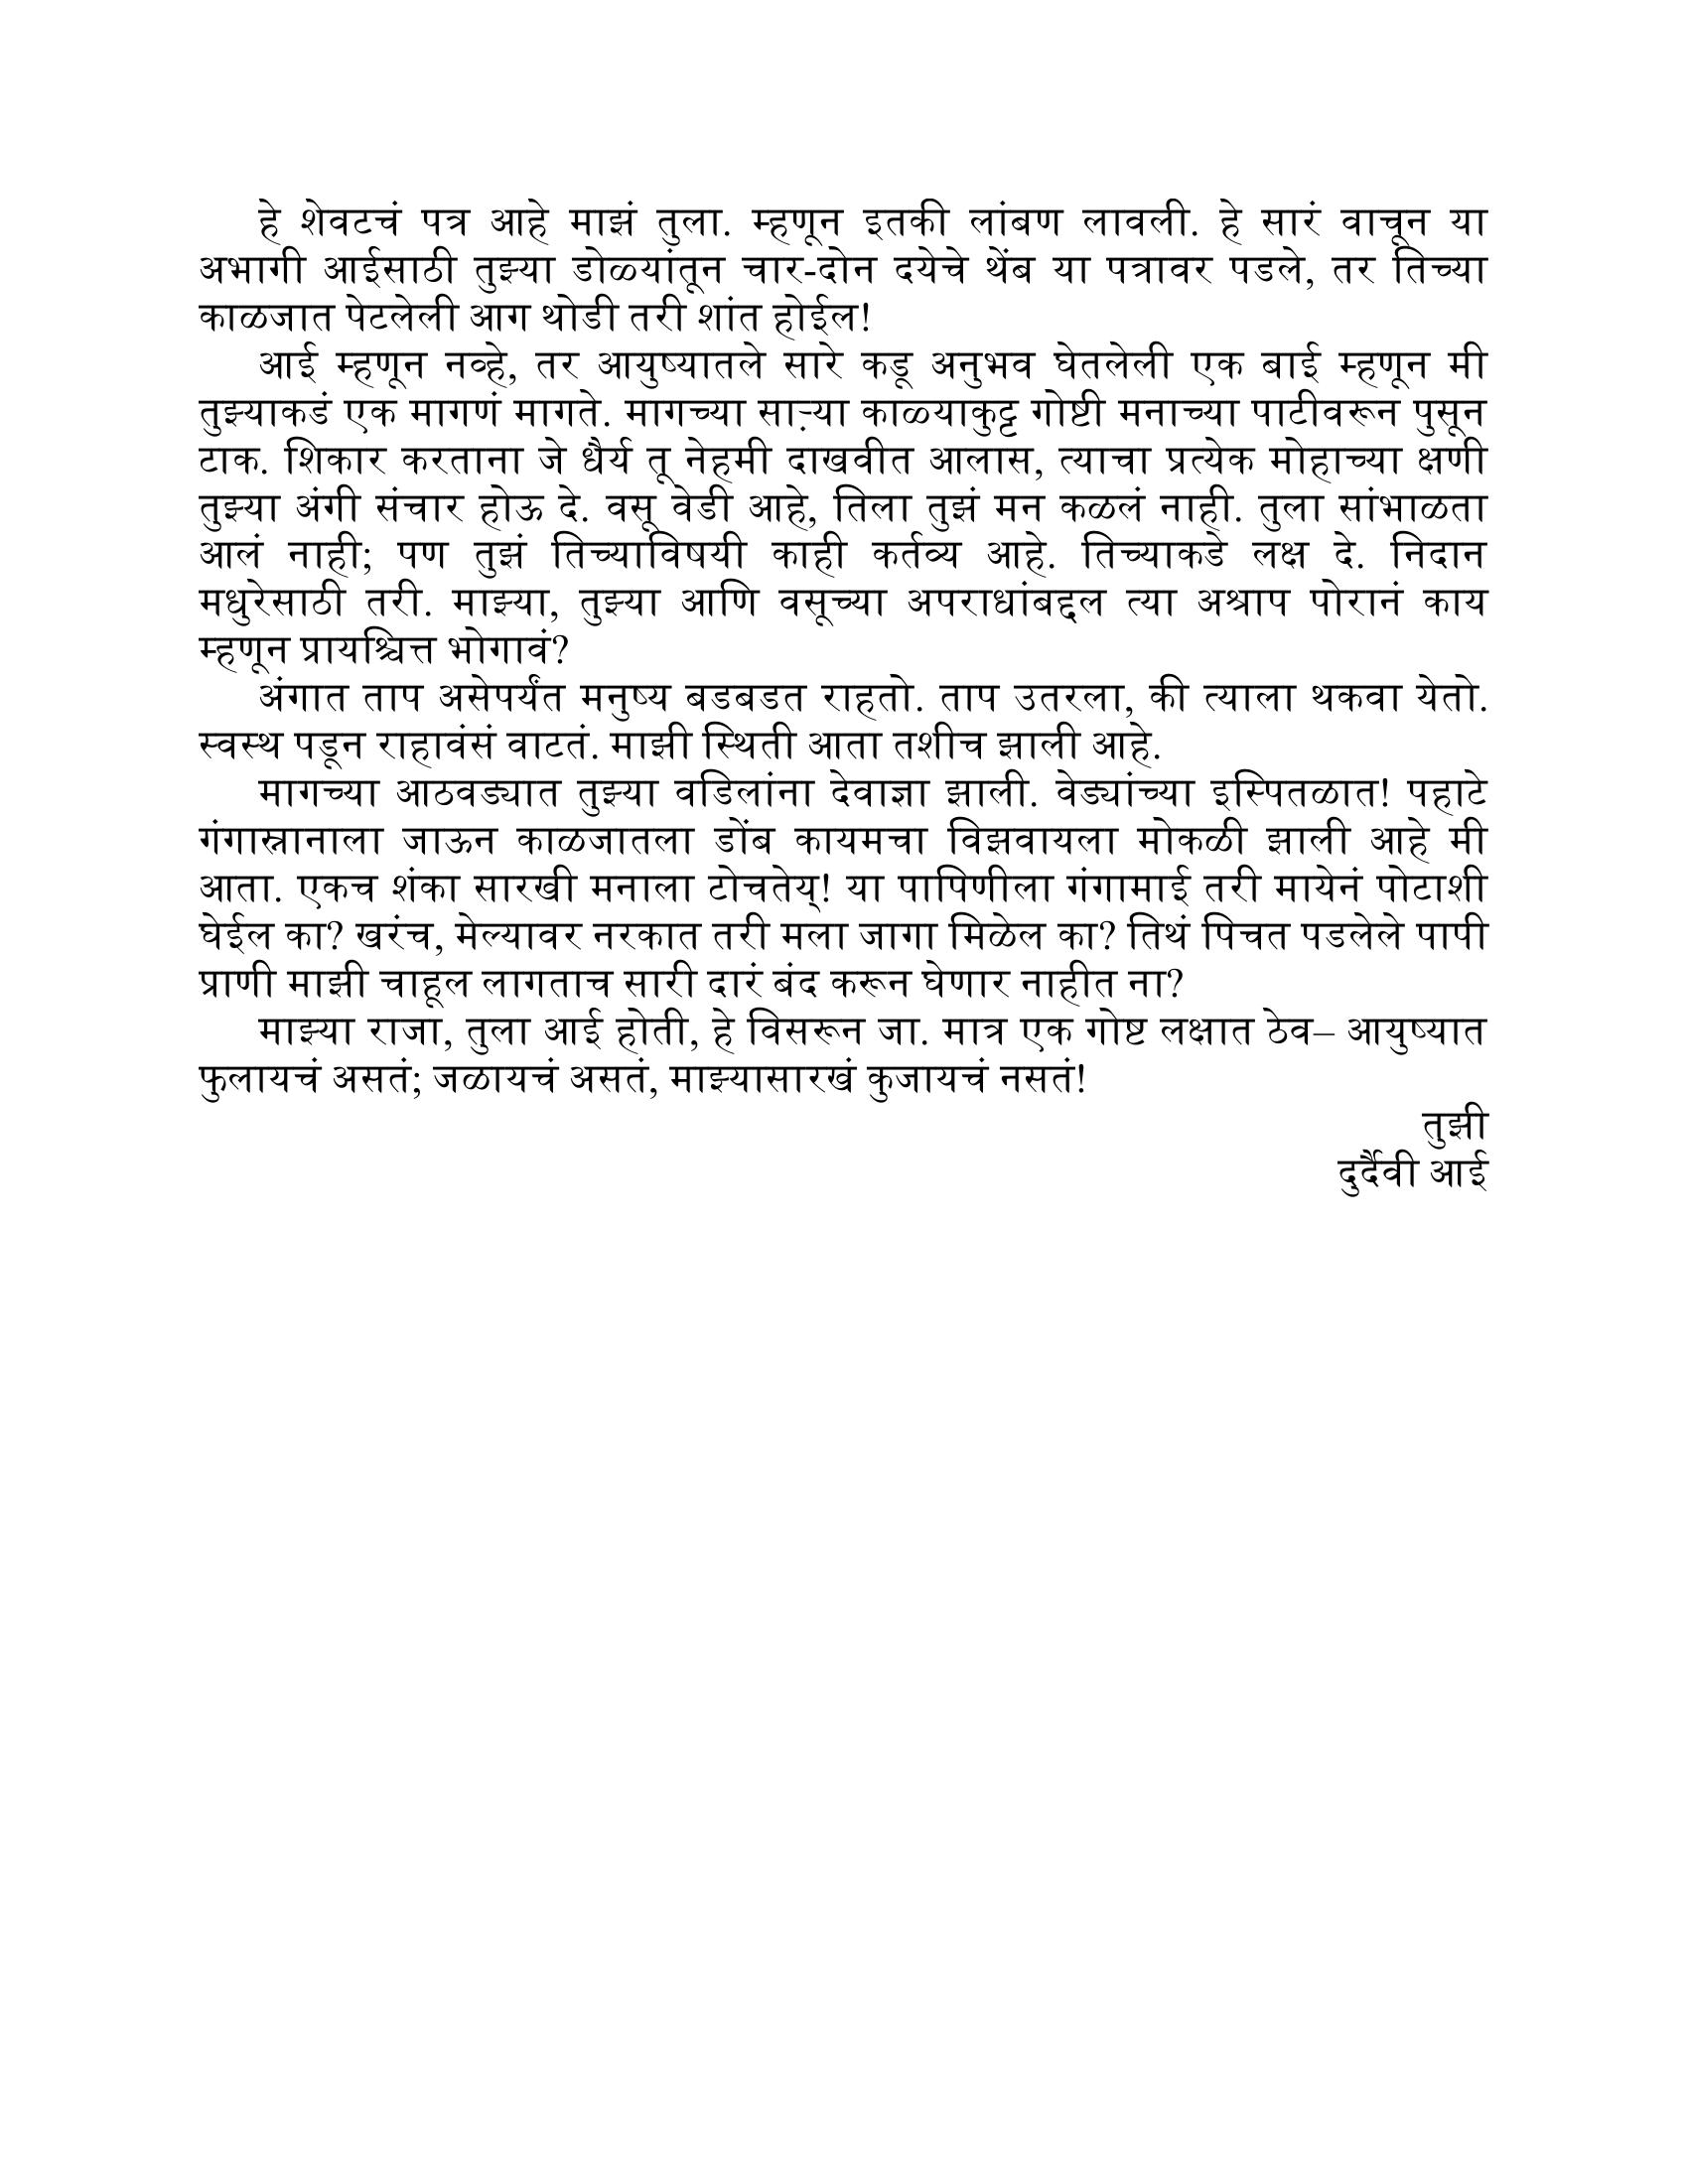 हे शेवटचं पत्र आहे माझं तुला. म्हणून इतकी लांबण लावली. हे सारं वाचून या
अभागी आईसाठी तुझ्या डोळ्यांतून चार-दोन दयेचे थेंब या पत्रावर पडले, तर तिच्या
काळजात पेटलेली आग थोडी तरी शांत होईल!
आई म्हणून नव्हे, तर आयुष्यातले सारे कडू अनुभव घेतलेली एक बाई म्हणून मी
तुझ्याकडं एक मागणं मागते. मागच्या साऱ्या काळ्याकुट्ट गोष्टी मनाच्या पाटीवरून पुसून
टाक. शिकार करताना जे धैर्य तू नेहमी दाखवीत आलास, त्याचा प्रत्येक मोहाच्या क्षणी
तुझ्या अंगी संचार होऊ दे. वसू वेडी आहे, तिला तुझं मन कळलं नाही. तुला सांभाळता
आलं नाही; पण तुझं तिच्याविषयी काही कर्तव्य आहे. तिच्याकडे लक्ष दे. निदान
मधुरेसाठी तरी. माझ्या, तुझ्या आणि वसूच्या अपराधांबद्दल त्या अश्राप पोरानं काय
म्हणून प्रायश्चित्त भोगावं?
अंगात ताप असेपर्यंत मनुष्य बडबडत राहतो. ताप उतरला, की त्याला थकवा येतो.
स्वस्थ पडून राहावंसं वाटतं. माझी स्थिती आता तशीच झाली आहे.
मागच्या आठवड्यात तुझ्या वडिलांना देवाज्ञा झाली. वेड्यांच्या इस्पितळात! पहाटे
गंगास्नानाला जाऊन काळजातला डोंब कायमचा विझवायला मोकळी झाली आहे मी
आता. एकच शंका सारखी मनाला टोचतेय्! या पापिणीला गंगामाई तरी मायेनं पोटाशी
घेईल का? खरंच, मेल्यावर नरकात तरी मला जागा मिळेल का? तिथं पिचत पडलेले पापी
प्राणी माझी चाहूल लागताच सारी दारं बंद करून घेणार नाहीत ना?
माझ्या राजा, तुला आई होती, हे विसरून जा. मात्र एक गोष्ट लक्षात ठेव– आयुष्यात
फुलायचं असतं; जळायचं असतं, माझ्यासारखं कुजायचं नसतं!
तुझी
दुर्दैवी आई